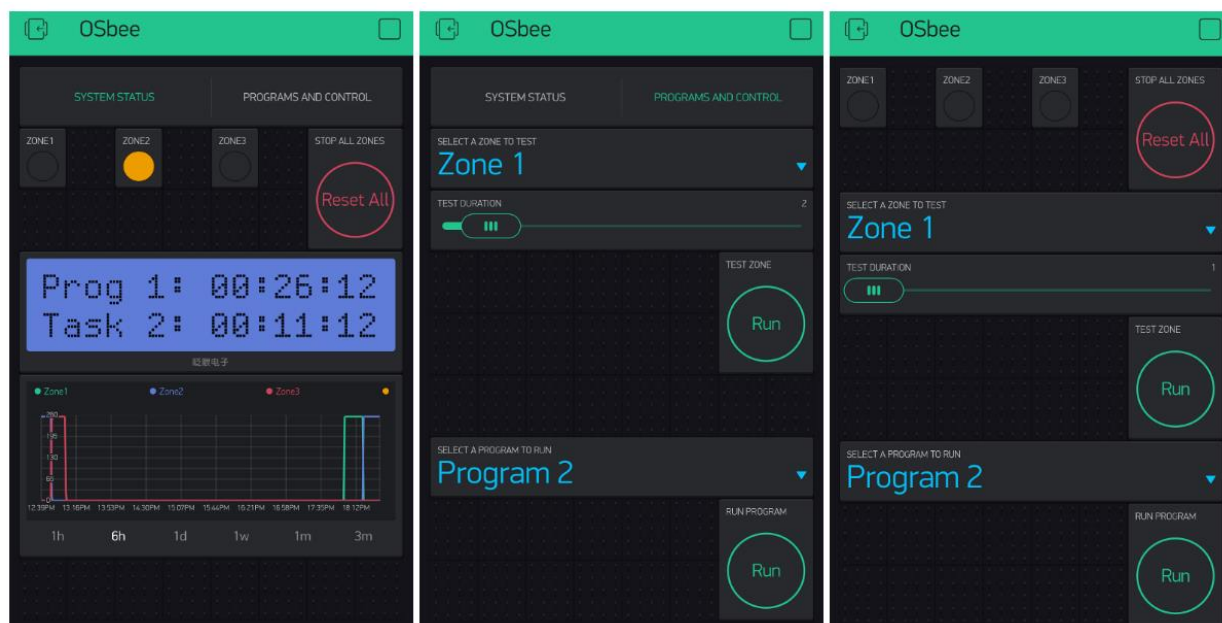 OSbee
SYSTEM STATUS PROGRAMS AND CONTROL
ZONE1 ZONE2 ZONE3 STOP ALL ZONES
Reset All
Prog 1: 00:26:12
Task 2: 00:11:12
Zone1 Zone2 Zone3
12.39PM 13.16PM 13.53PM 14.30PM 15.07PM 15.44PM 16.21PM 16.58PM 17.35PM 18.12PM
1h 6h 1d 1w 1m 3m
OSbee
SYSTEM STATUS PROGRAMS AND CONTROL
SELECT A ZONE TO TEST
Zone 1
TEST DURATION 2
TEST ZONE
Run
SELECT A PROGRAM TO RUN
Program 2
RUN PROGRAM
Run
OSbee
ZONE1 ZONE2 ZONE3 STOP ALL ZONES
Reset All
SELECT A ZONE TO TEST
Zone 1
TEST DURATION 1
TEST ZONE
Run
SELECT A PROGRAM TO RUN
Program 2
RUN PROGRAM
Run